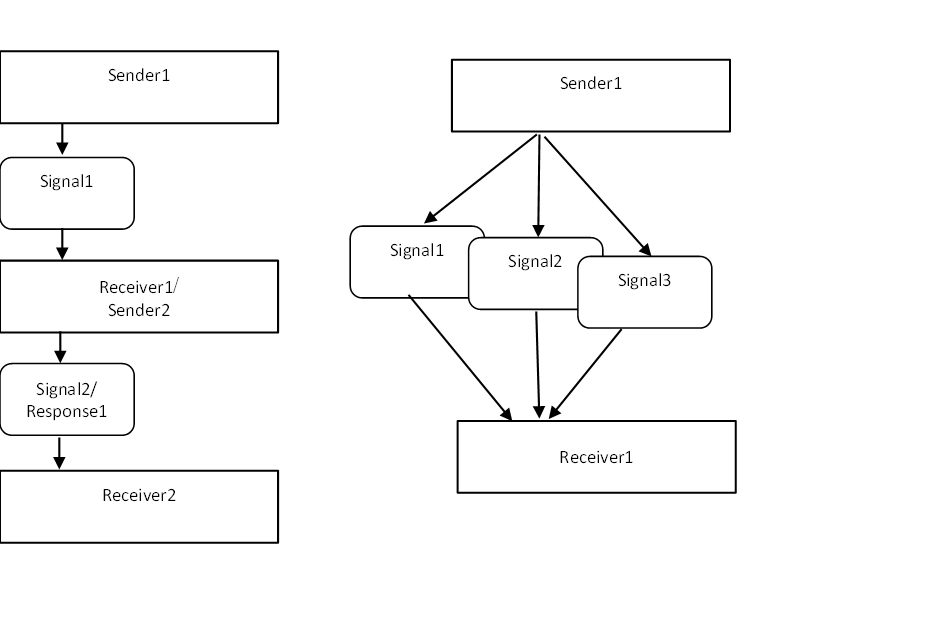 Sender1
Signal1
Receiver1/
Sender2
Signal2/
Response1
Receiver2
Sender1
Signal1
Signal2
Signal3
Receiver1